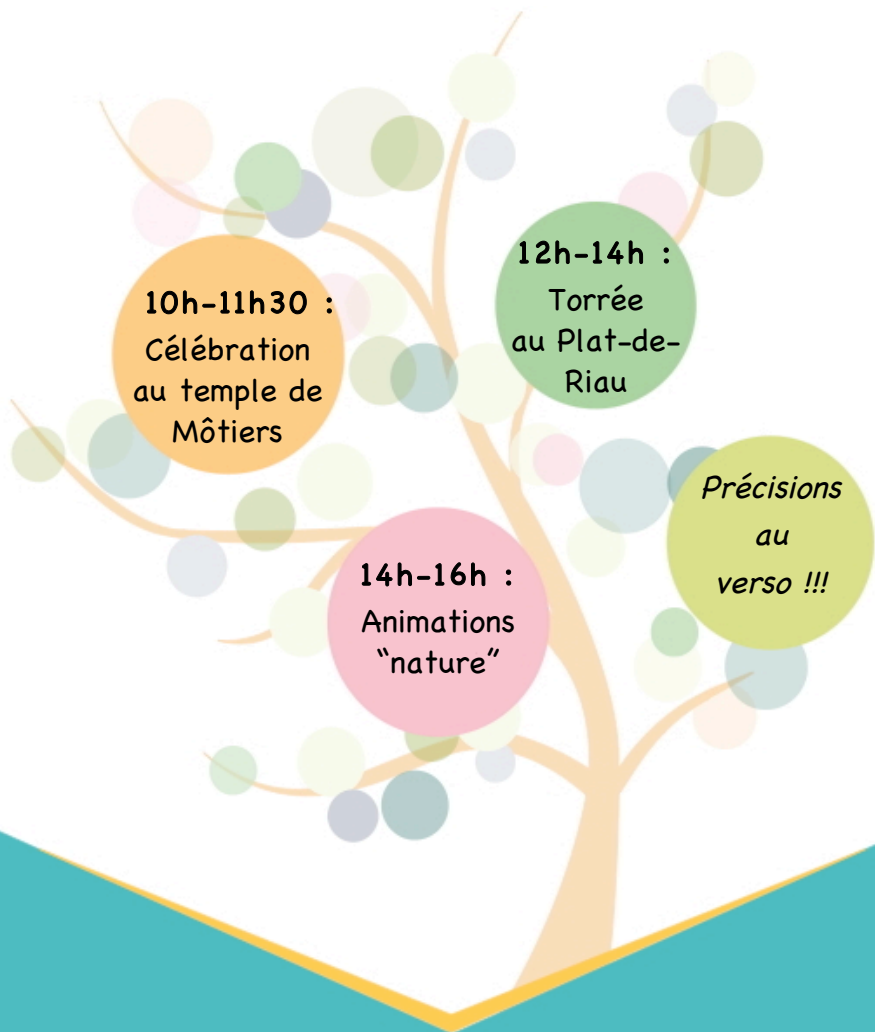 10h-11h30 :
Célébration
au temple de
Môtiers
12h-14h :
Torrée
au Plat-de-
Riau
14h-16h :
Animations
“nature”
Précisions
au
verso !!!